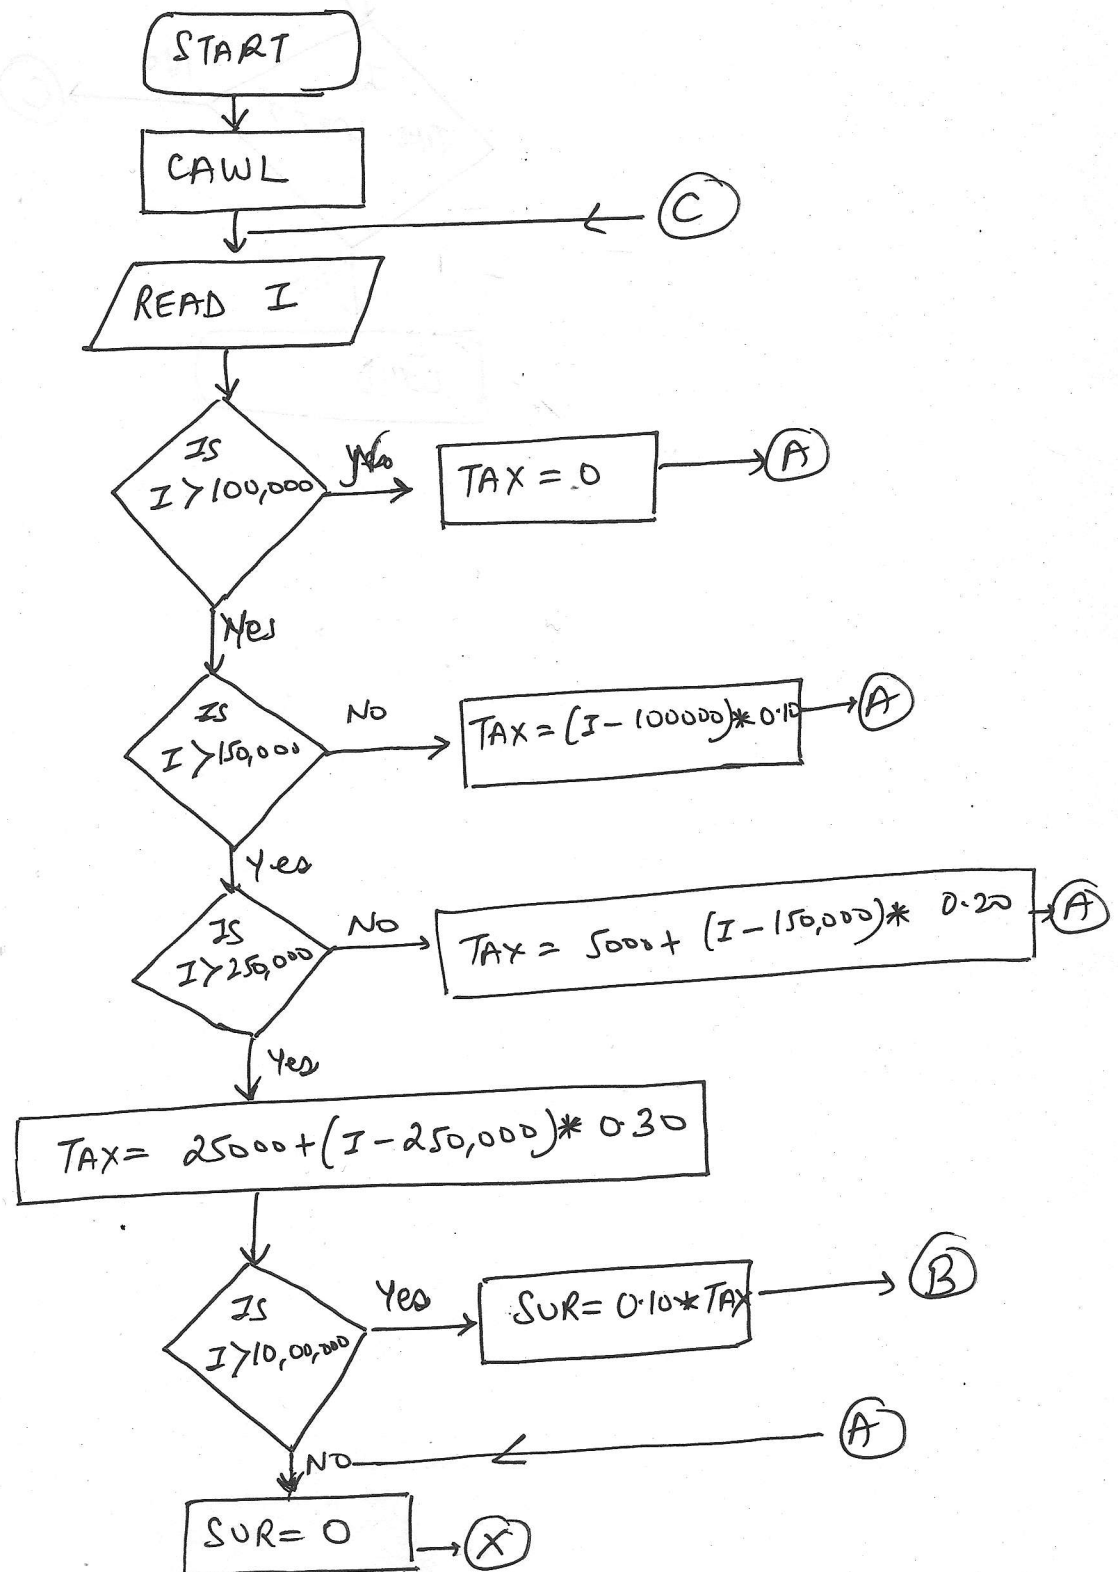 START
CAWL
C
READ I
IS
I > 100,000
No
TAX = 0
A
Yes
IS
I > 150,000
NO
TAX = (I - 100000) * 0.10
A
Yes
IS
I > 250,000
NO
TAX = 5000 + (I - 150,000) * 0.20
A
Yes
TAX = 25000 + (I - 250,000) * 0.30
IS
I > 10,00,000
Yes
SUR = 0.10 * TAX
B
NO
A
SUR = 0
X